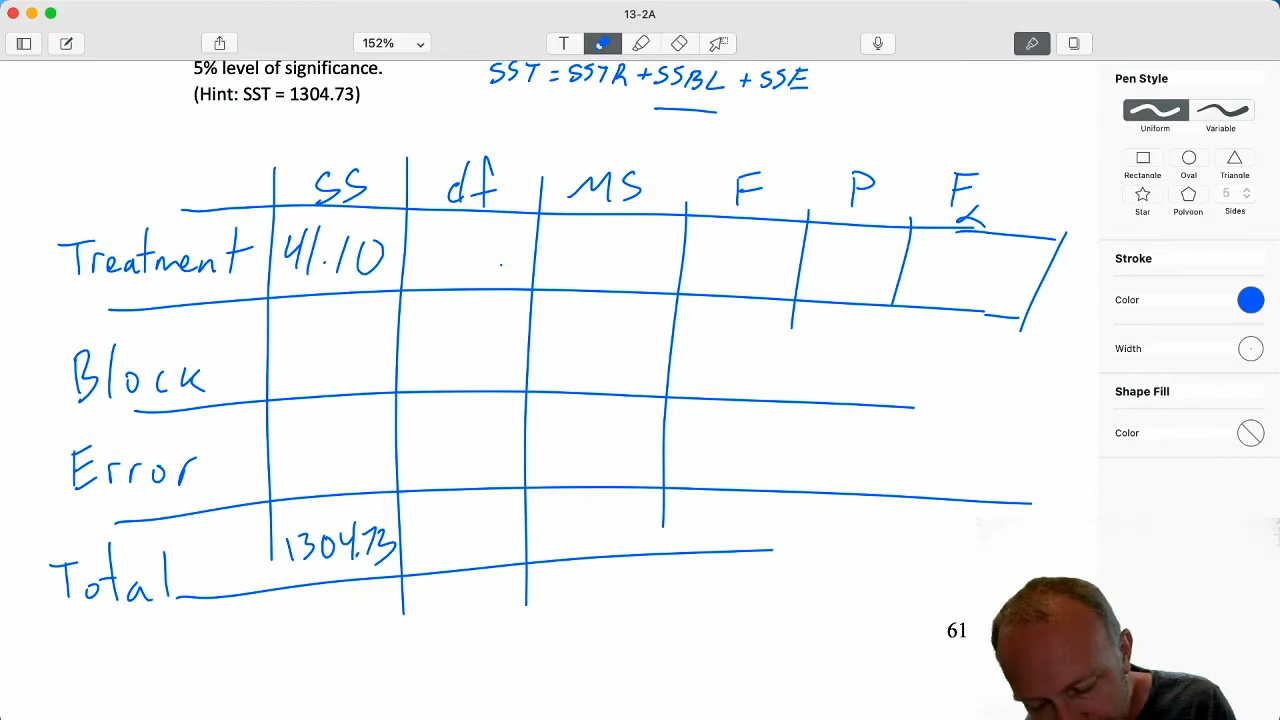 13-2A
152%
T
5% level of significance.
(Hint: SST = 1304.73)
SST = SSTR + SSBL + SSE
SS df MS F P Fα
Treatment 41.10
Block
Error
Total 1304.73
61
Pen Style
Uniform Variable
Rectangle Oval Triangle
5
Star Polygon Sides
Stroke
Color
Width
Shape Fill
Color